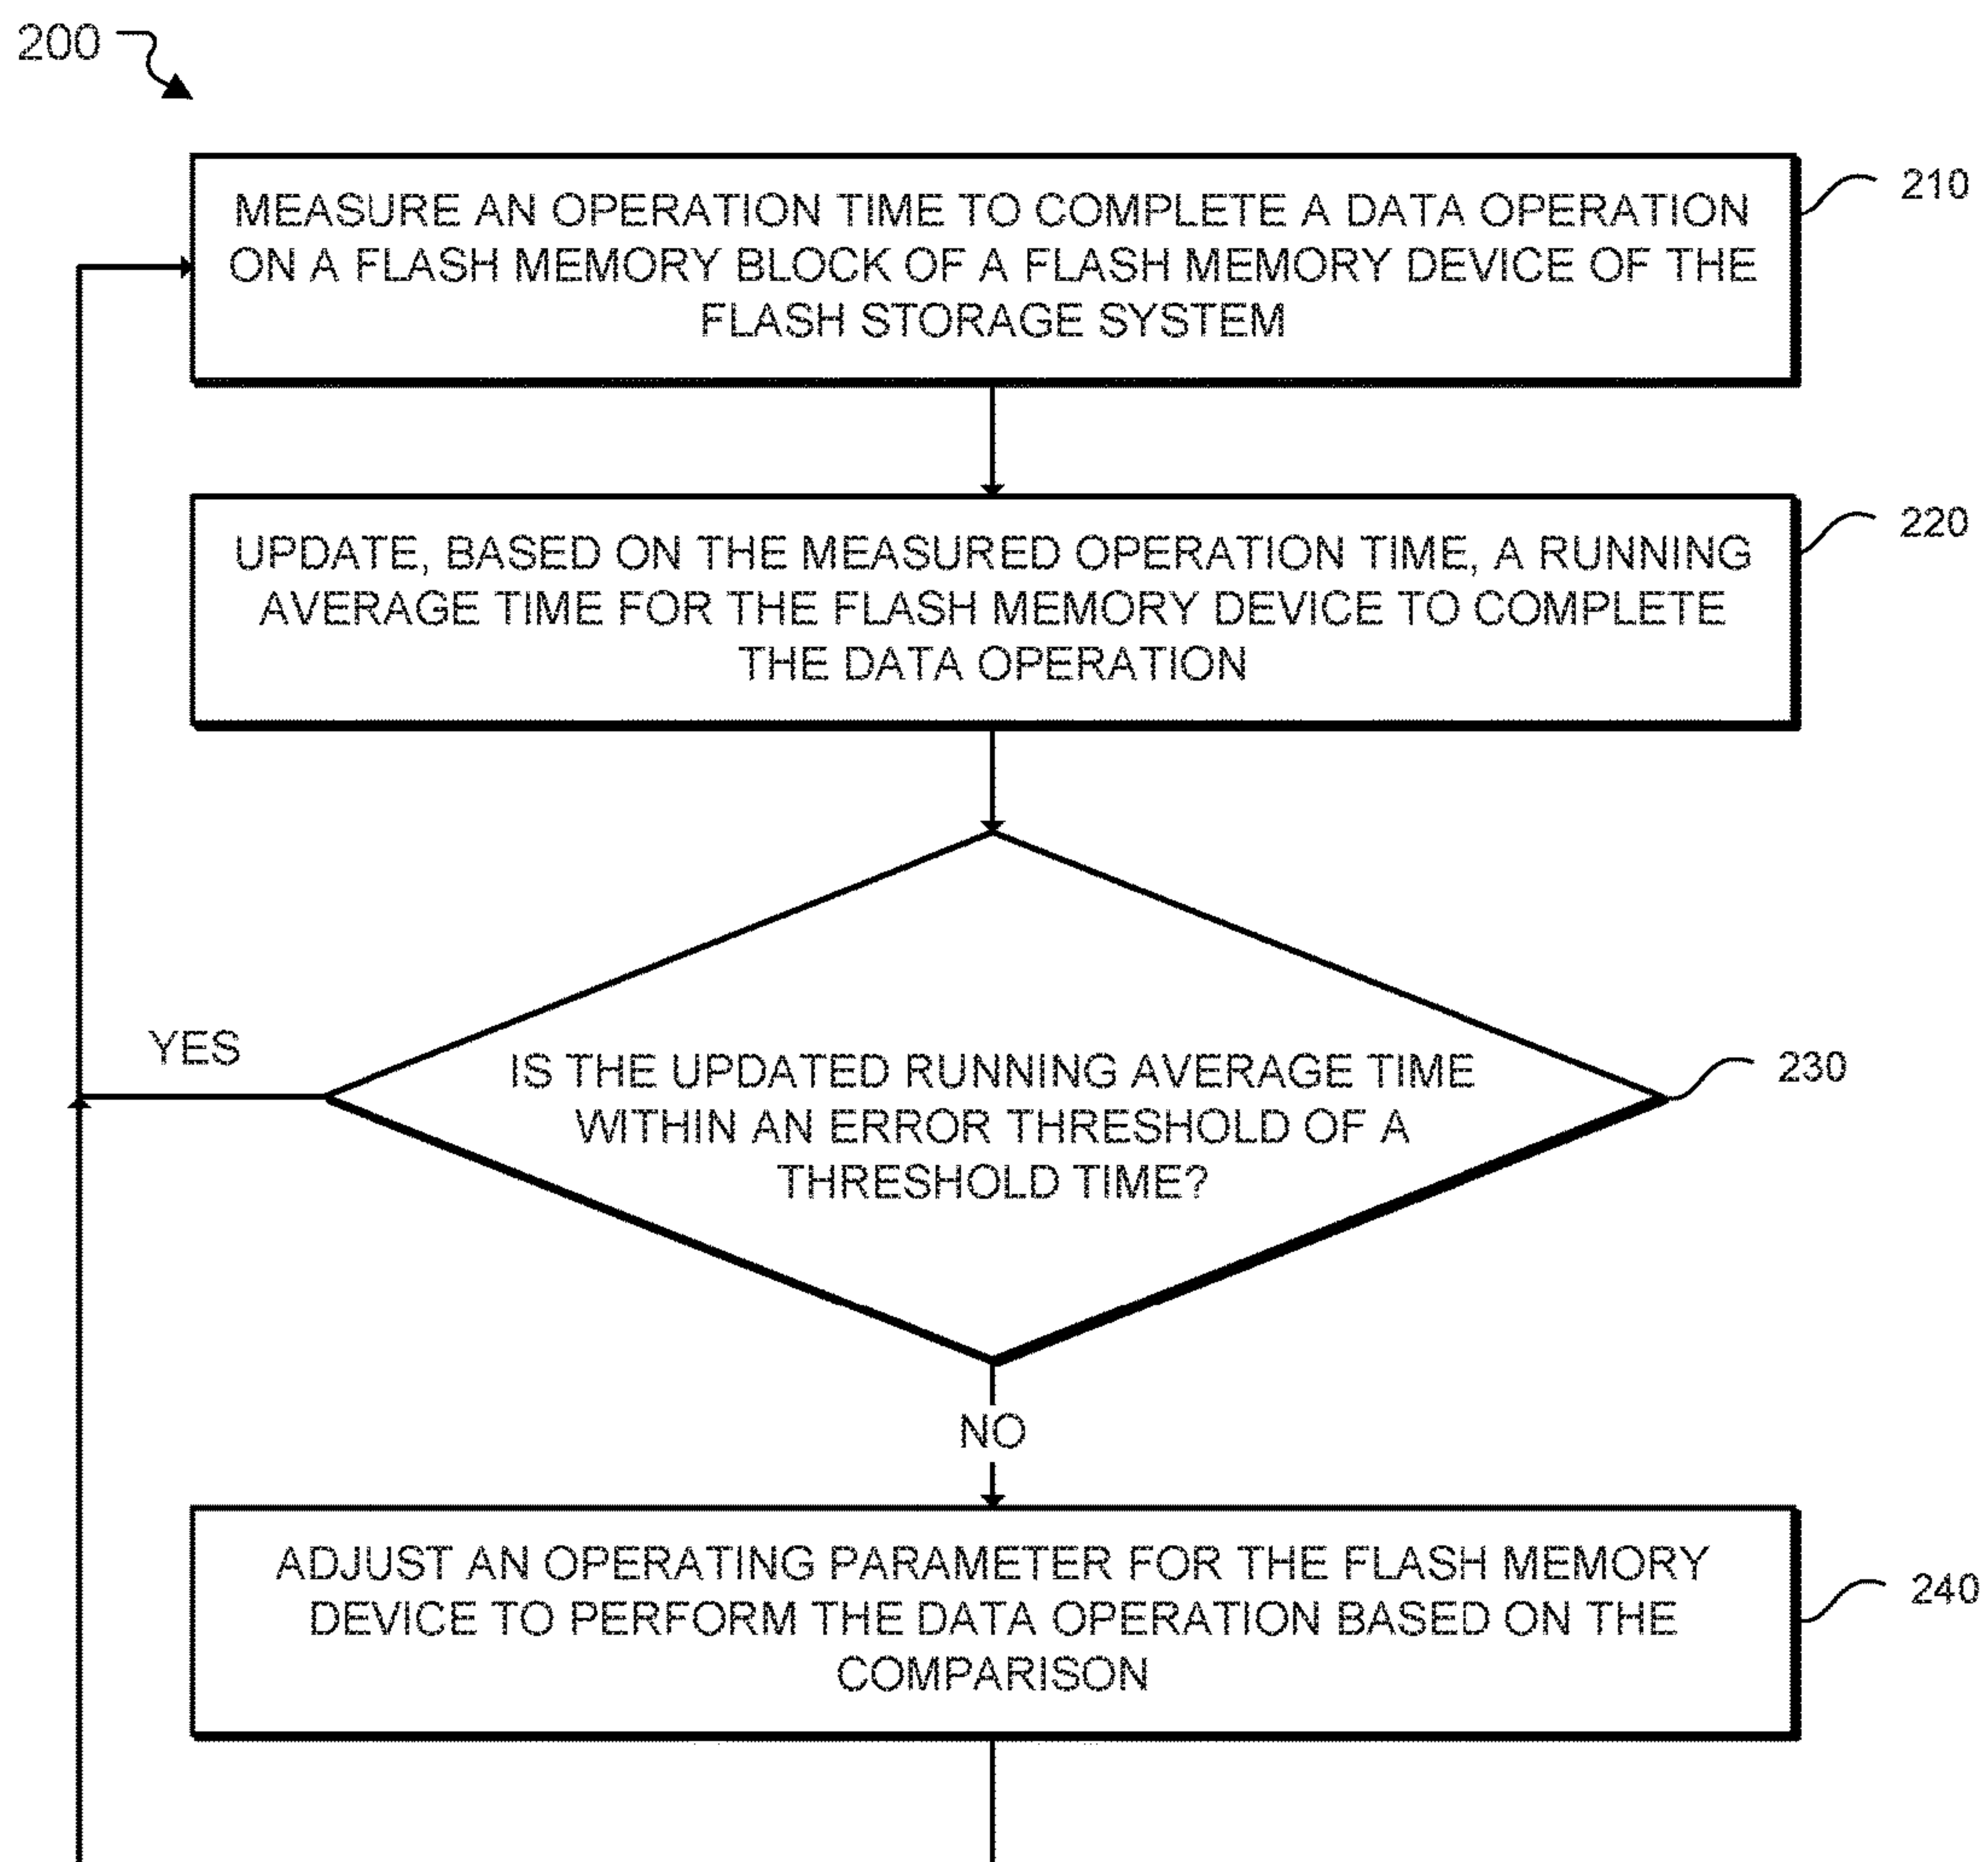 200
MEASURE AN OPERATION TIME TO COMPLETE A DATA OPERATION
ON A FLASH MEMORY BLOCK OF A FLASH MEMORY DEVICE OF THE
FLASH STORAGE SYSTEM
210
UPDATE, BASED ON THE MEASURED OPERATION TIME, A RUNNING
AVERAGE TIME FOR THE FLASH MEMORY DEVICE TO COMPLETE
THE DATA OPERATION
220
YES
IS THE UPDATED RUNNING AVERAGE TIME
WITHIN AN ERROR THRESHOLD OF A
THRESHOLD TIME?
230
NO
ADJUST AN OPERATING PARAMETER FOR THE FLASH MEMORY
DEVICE TO PERFORM THE DATA OPERATION BASED ON THE
COMPARISON
240